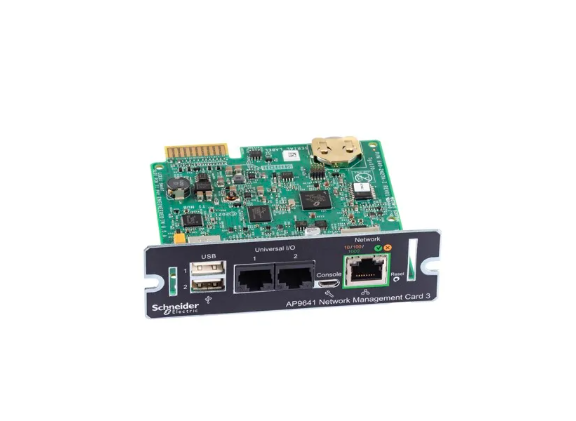 Network
Universal I/O
USB
1
2
1
2
Console
Reset
Schneider
Electric
AP9641 Network Management Card 3